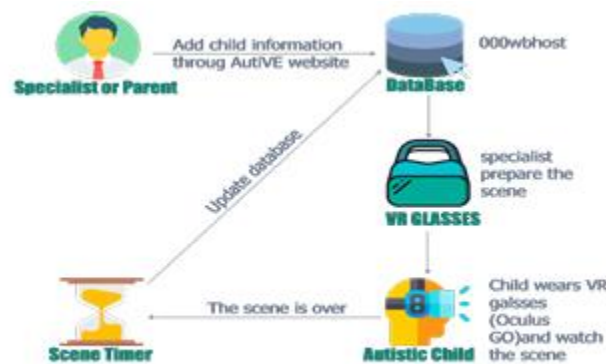 Add child information
throug AutiVE website
000wbhost
Specialist or Parent
DataBase
Update database
specialist
prepare the
scene
VR GLASSES
The scene is over
Child wears VR
galsses
(Oculus
GO)and watch
the scene
Scene Timer
Autistic Child